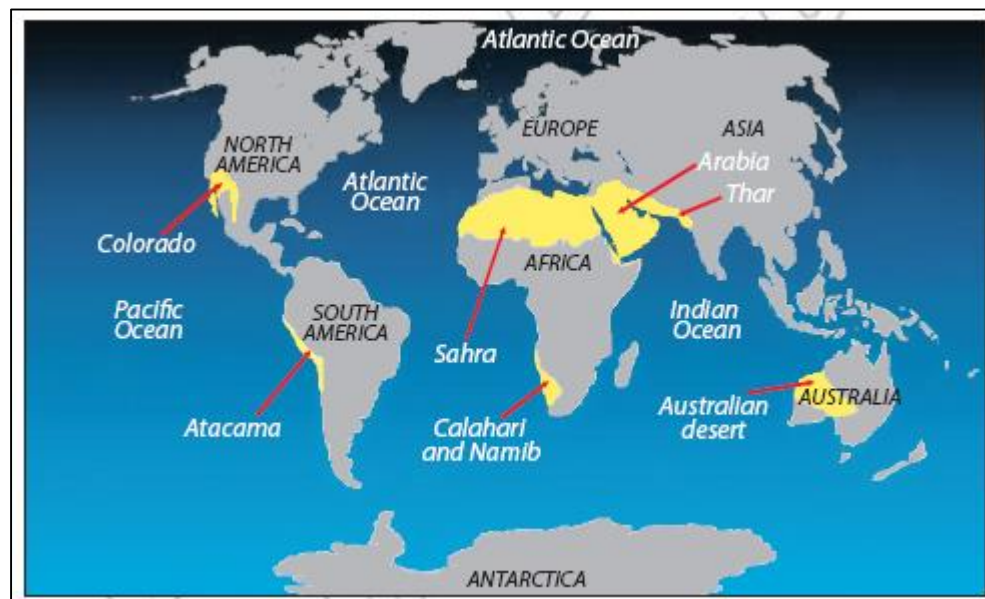 Atlantic Ocean
NORTH
AMERICA
EUROPE
ASIA
Arabia
Thar
Atlantic
Ocean
Colorado
AFRICA
Pacific
Ocean
SOUTH
AMERICA
Sahra
Indian
Ocean
Atacama
Calahari
and Namib
Australian
desert
AUSTRALIA
ANTARCTICA